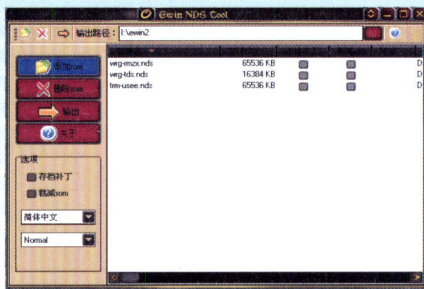 Ewin NDS Tool
输出路径： I:\ewin2
添加rom
删除rom
输出
关于
选项
存档补丁
裁减rom
简体中文
Normal
wrg-mzx.nds 65536 KB D
wrg-tds.nds 16384 KB D
trm-usee.nds 65536 KB D